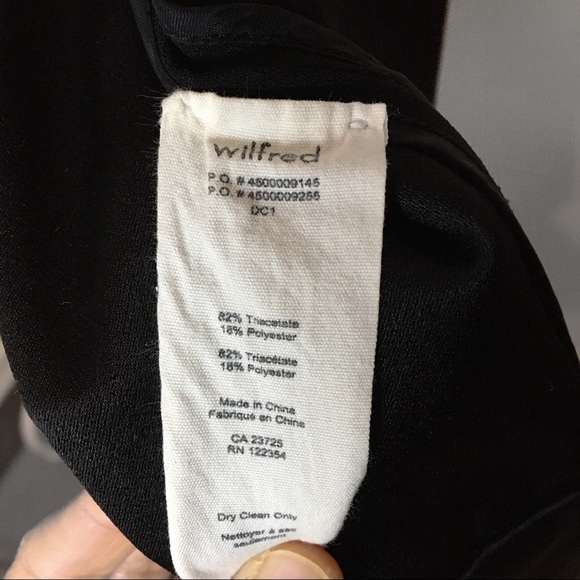 wilfred
P.O. # 4500009145
P.O. # 4500009255
DC1
82% Triacetate
18% Polyester
82% Triacétate
18% Polyester
Made in China
Fabriqué en Chine
CA 23725
RN 122354
Dry Clean Only
Nettoyer à sec
seulement